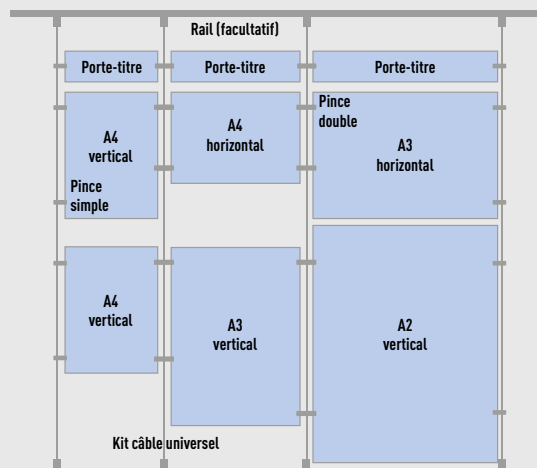 Rail (facultatif)
Porte-titre
Porte-titre
Porte-titre
A4
vertical
Pince
simple
A4
horizontal
Pince
double
A3
horizontal
A4
vertical
A3
vertical
A2
vertical
Kit câble universel